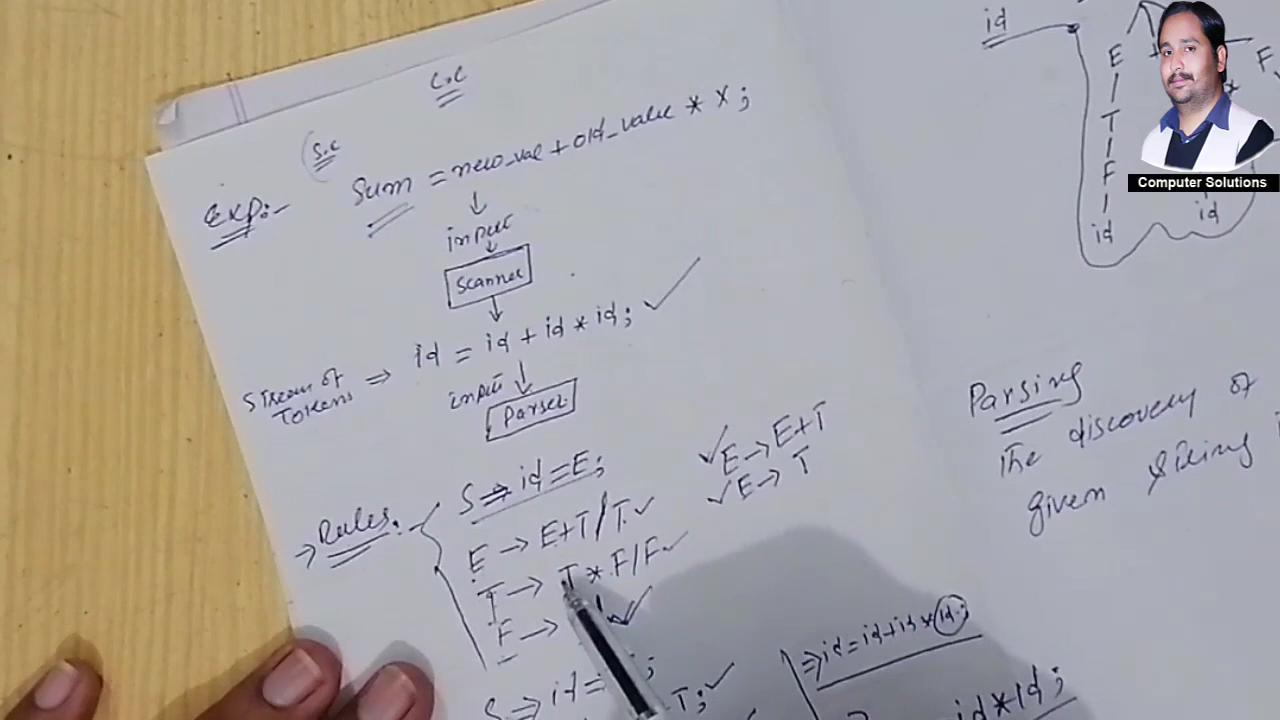 C.C
S.C
Exp:- Sum = new_val + old_value * x;
input
Scanner
Stream of Tokens => id = id + id * id;
input
Parser
=> Rules:- S => id = E;
E -> E+T/T
T -> T * F/F
F ->
E -> E+T
E -> T
S => id =
T;
=> id = id + id * id;
id * id;
id
E
T
F
id
+
F
*
id
Computer Solutions
Parsing
The discovery of
given string